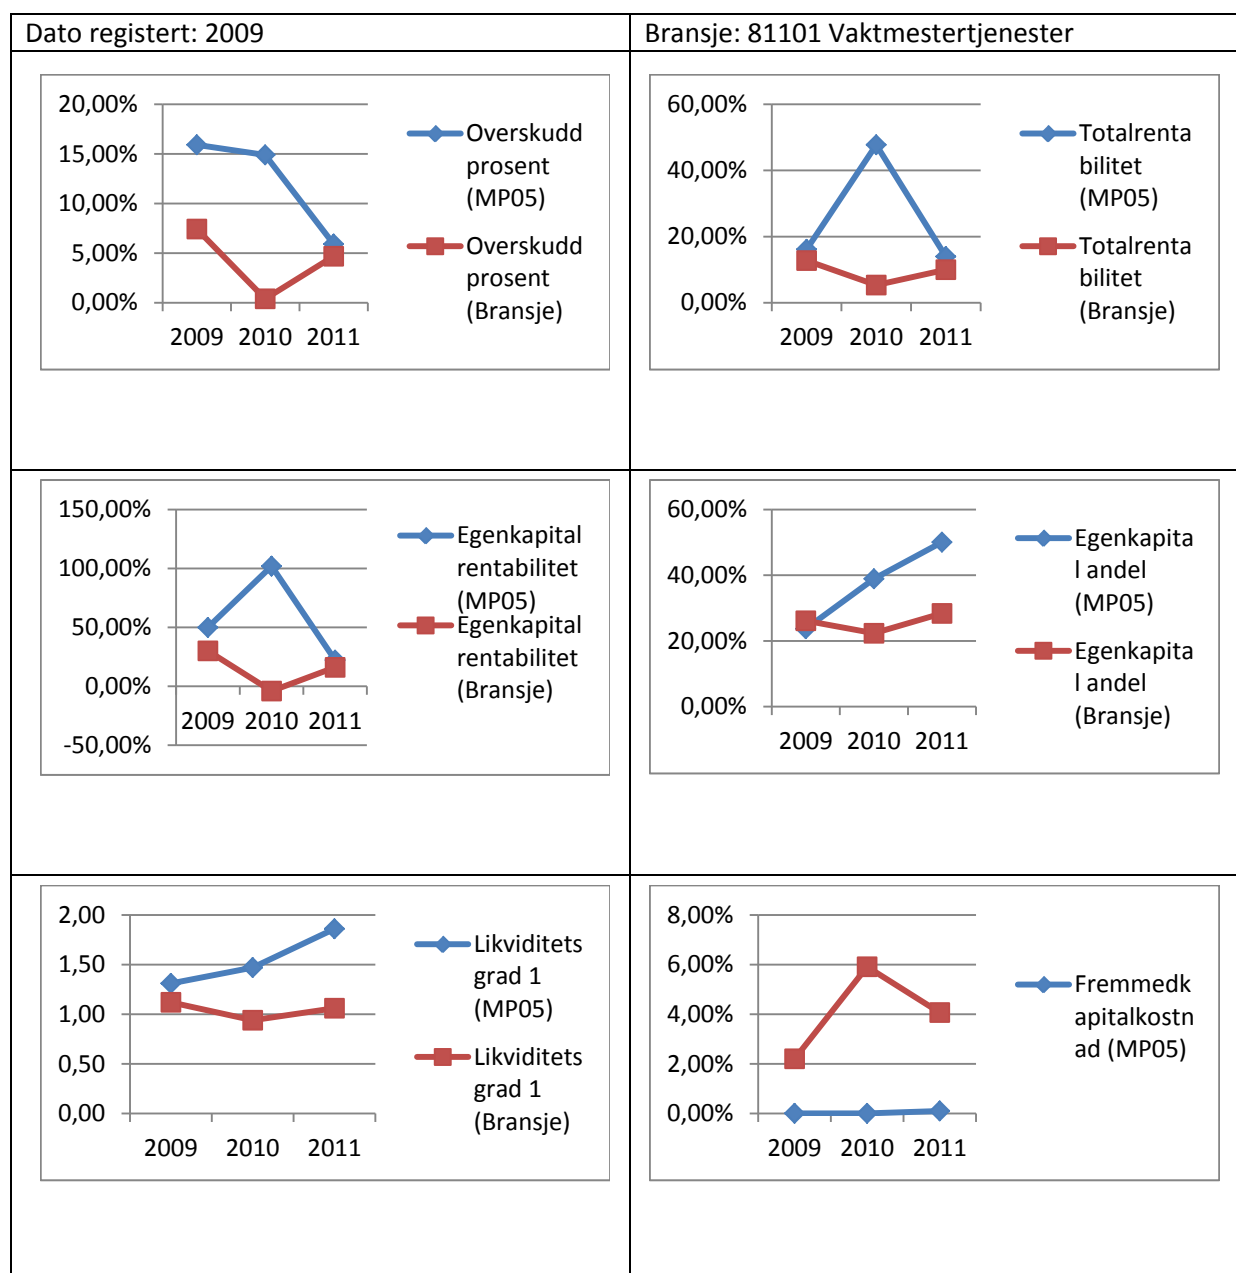 Dato registert: 2009
Bransje: 81101 Vaktmestertjenester
20,00%
15,00%
10,00%
5,00%
0,00%
2009 2010 2011
Overskudd
prosent
(MP05)
Overskudd
prosent
(Bransje)
60,00%
40,00%
20,00%
0,00%
2009 2010 2011
Totalrenta
bilitet
(MP05)
Totalrenta
bilitet
(Bransje)
150,00%
100,00%
50,00%
0,00%
-50,00%
2009 2010 2011
Egenkapital
rentabilitet
(MP05)
Egenkapital
rentabilitet
(Bransje)
60,00%
40,00%
20,00%
0,00%
2009 2010 2011
Egenkapita
l andel
(MP05)
Egenkapita
l andel
(Bransje)
2,00
1,50
1,00
0,50
0,00
2009 2010 2011
Likviditets
grad 1
(MP05)
Likviditets
grad 1
(Bransje)
8,00%
6,00%
4,00%
2,00%
0,00%
2009 2010 2011
Fremmedk
apitalkostn
ad (MP05)